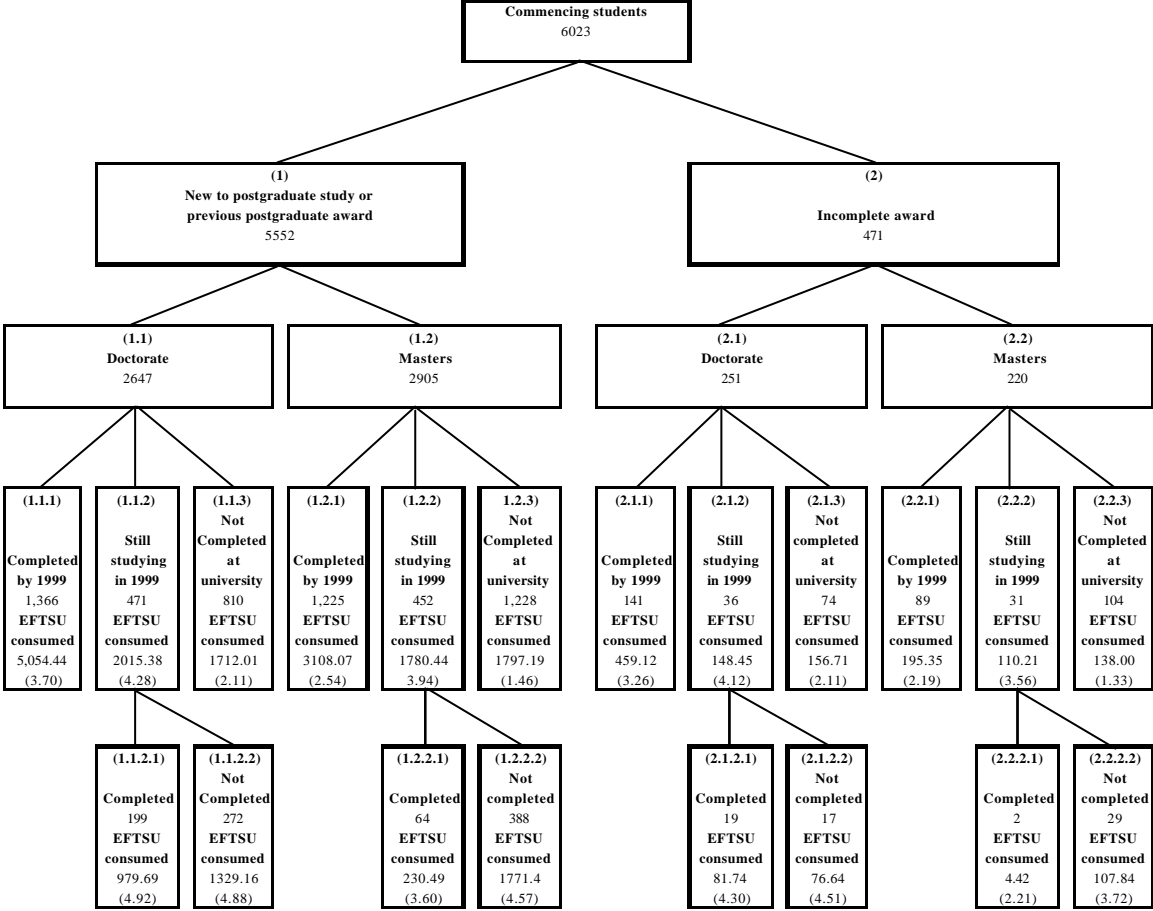 Commencing students
6023
(1)
New to postgraduate study or
previous postgraduate award
5552
(2)
Incomplete award
471
(1.1)
Doctorate
2647
(1.2)
Masters
2905
(2.1)
Doctorate
251
(2.2)
Masters
220
(1.1.1)
Completed
by 1999
1,366
EFTSU
consumed
5,054.44
(3.70)
(1.1.2)
Still
studying
in 1999
471
EFTSU
consumed
2015.38
(4.28)
(1.1.3)
Not
Completed
at
university
810
EFTSU
consumed
1712.01
(2.11)
(1.2.1)
Completed
by 1999
1,225
EFTSU
consumed
3108.07
(2.54)
(1.2.2)
Still
studying
in 1999
452
EFTSU
consumed
1780.44
3.94)
1.2.3)
Not
Completed
at
university
1,228
EFTSU
consumed
1797.19
(1.46)
(2.1.1)
Completed
by 1999
141
EFTSU
consumed
459.12
(3.26)
(2.1.2)
Still
studying
in 1999
36
EFTSU
consumed
148.45
(4.12)
(2.1.3)
Not
completed
at
university
74
EFTSU
consumed
156.71
(2.11)
(2.2.1)
Completed
by 1999
89
EFTSU
consumed
195.35
(2.19)
(2.2.2)
Still
studying
in 1999
31
EFTSU
consumed
110.21
(3.56)
(2.2.3)
Not
Completed
at
university
104
EFTSU
consumed
138.00
(1.33)
(1.1.2.1)
Completed
199
EFTSU
consumed
979.69
(4.92)
(1.1.2.2)
Not
Completed
272
EFTSU
consumed
1329.16
(4.88)
(1.2.2.1)
Completed
64
EFTSU
consumed
230.49
(3.60)
(1.2.2.2)
Not
completed
388
EFTSU
consumed
1771.4
(4.57)
(2.1.2.1)
Completed
19
EFTSU
consumed
81.74
(4.30)
(2.1.2.2)
Not
completed
17
EFTSU
consumed
76.64
(4.51)
(2.2.2.1)
Completed
2
EFTSU
consumed
4.42
(2.21)
(2.2.2.2)
Not
completed
29
EFTSU
consumed
107.84
(3.72)